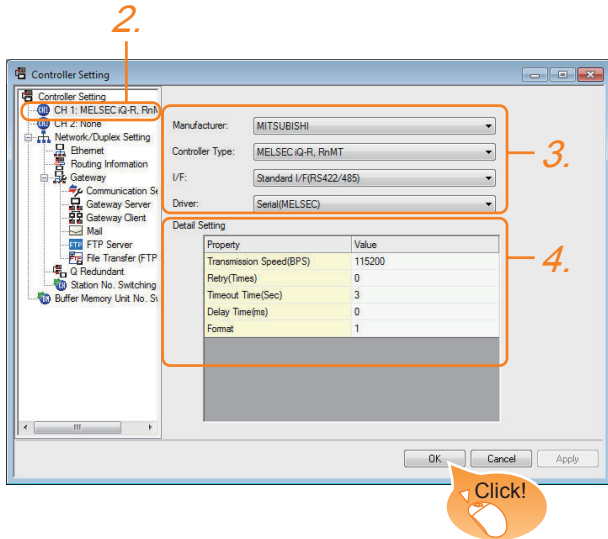 2.
Controller Setting
Controller Setting
CH 1: MELSEC iQ-R, RnM
CH 2: None
Network/Duplex Setting
Ethernet
Routing Information
Gateway
Communication Se
Gateway Server
Gateway Client
Mail
FTP Server
File Transfer (FTP
Q Redundant
Station No. Switching
Buffer Memory Unit No. Sw
Manufacturer: MITSUBISHI
Controller Type: MELSEC iQ-R, RnMT
I/F: Standard I/F(RS422/485)
Driver: Serial(MELSEC)
3.
Detail Setting
Property Value
Transmission Speed(BPS) 115200
Retry(Times) 0
Timeout Time(Sec) 3
Delay Time(ms) 0
Format 1
4.
OK Cancel Apply
Click!